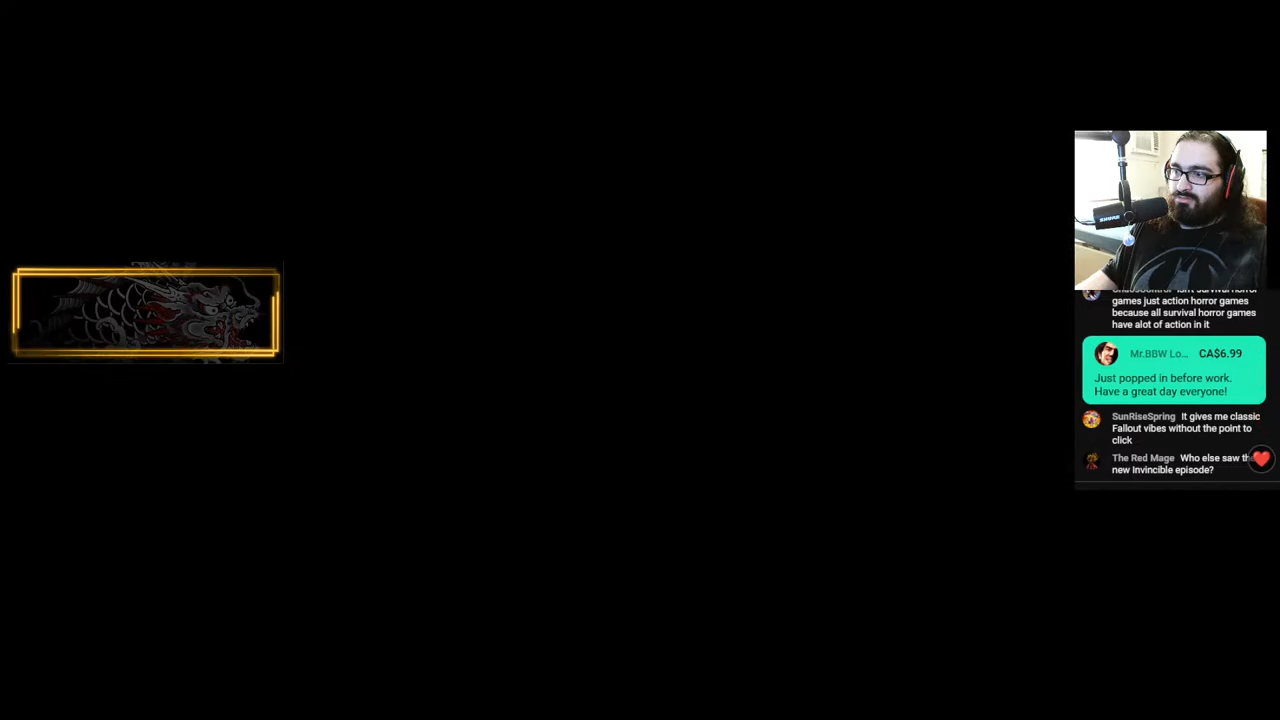 SHURE
games just action horror games
because all survival horror games
have alot of action in it
Mr.BBW Lo... CA$6.99
Just popped in before work.
Have a great day everyone!
SunRiseSpring It gives me classic
Fallout vibes without the point to
click
The Red Mage Who else saw the
new Invincible episode?